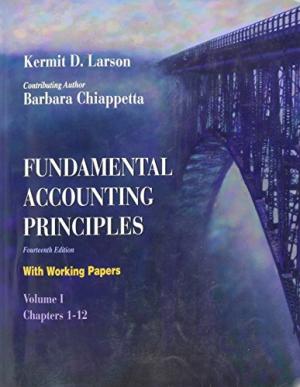 Kermit D. Larson
Contributing Author
Barbara Chiappetta
FUNDAMENTAL
ACCOUNTING
PRINCIPLES
Fourteenth Edition
With Working Papers
Volume I
Chapters 1-12